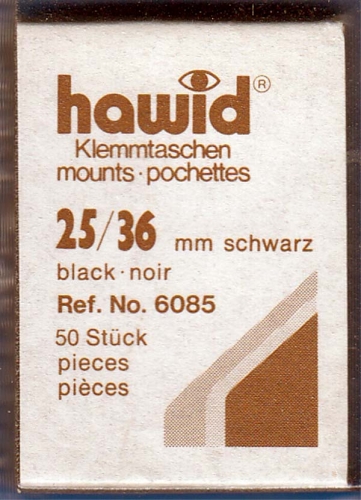 hawid®
Klemmtaschen
mounts · pochettes
25/36 mm schwarz
black · noir
Ref. No. 6085
50 Stück
pieces
pièces